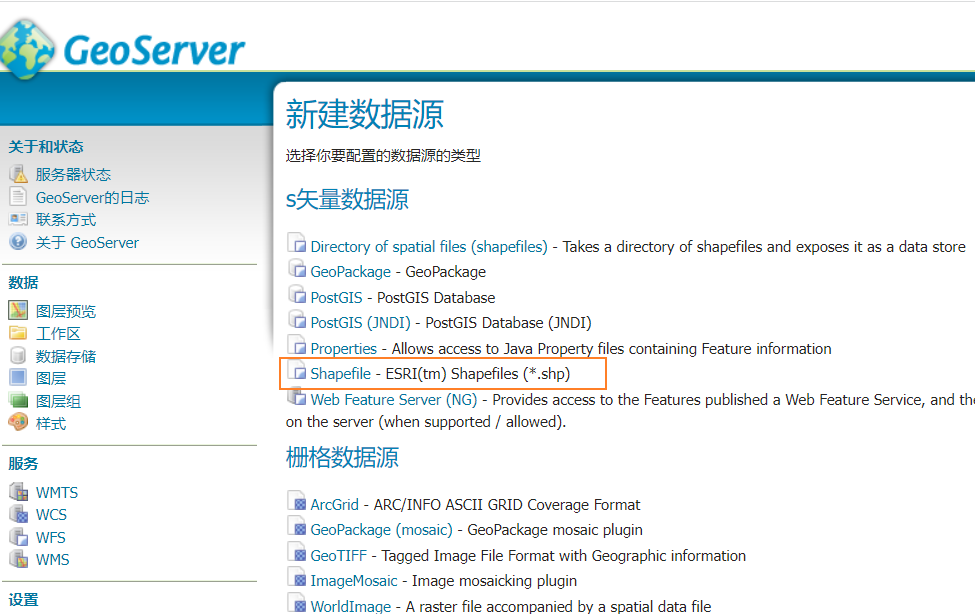 GeoServer
关于和状态
服务器状态
GeoServer的日志
联系方式
关于 GeoServer
数据
图层预览
工作区
数据存储
图层
图层组
样式
服务
WMTS
WCS
WFS
WMS
设置
新建数据源
选择你要配置的数据源的类型
s矢量数据源
Directory of spatial files (shapefiles) - Takes a directory of shapefiles and exposes it as a data store
GeoPackage - GeoPackage
PostGIS - PostGIS Database
PostGIS (JNDI) - PostGIS Database (JNDI)
Properties - Allows access to Java Property files containing Feature information
Shapefile - ESRI(tm) Shapefiles (*.shp)
Web Feature Server (NG) - Provides access to the Features published a Web Feature Service, and the
on the server (when supported / allowed).
栅格数据源
ArcGrid - ARC/INFO ASCII GRID Coverage Format
GeoPackage (mosaic) - GeoPackage mosaic plugin
GeoTIFF - Tagged Image File Format with Geographic information
ImageMosaic - Image mosaicking plugin
WorldImage - A raster file accompanied by a spatial data file